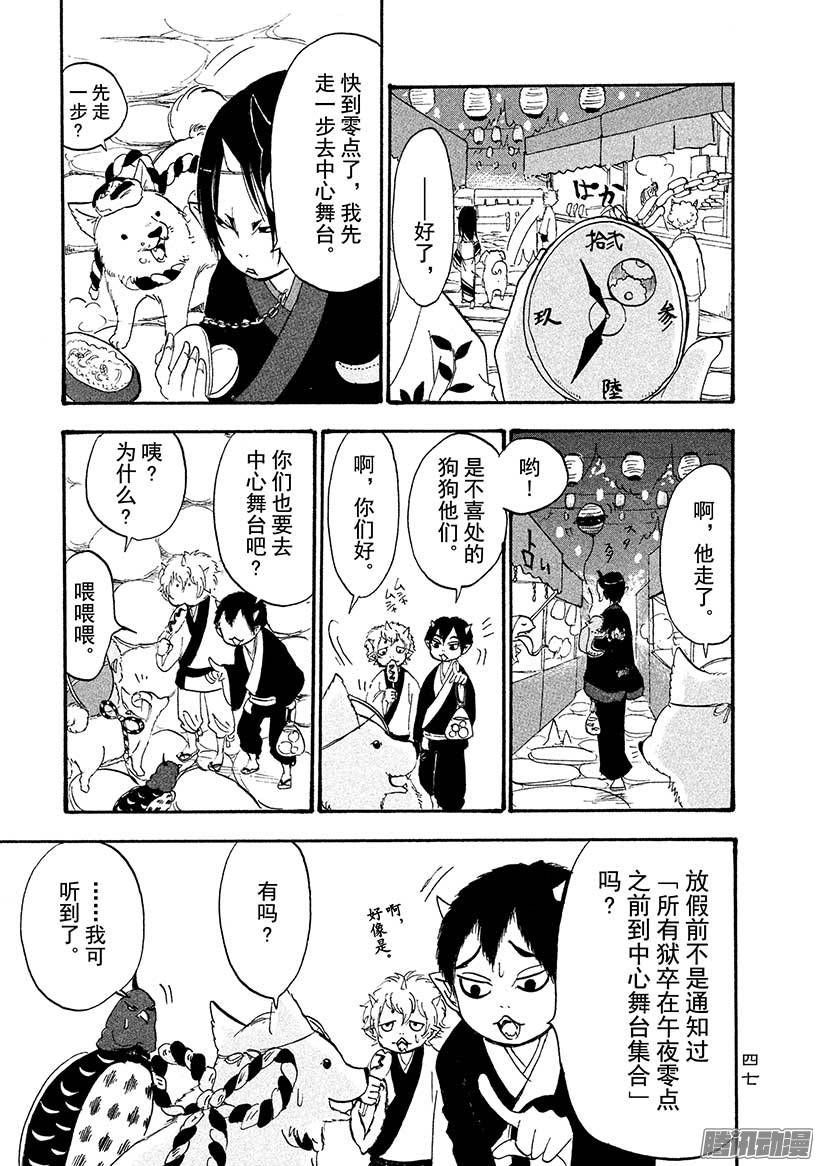 ——好了，
ぱか
拾弐
玖
参
陸
快到零点了，我先
走一步去中心舞台。
先走
一步？
啊，他走了。
哟！
占い
是不喜处的
狗狗他们。
啊，你们好。
你们也要去
中心舞台吧？
咦？
为什么？
喂喂喂。
放假前不是通知过
「所有狱卒在午夜零点
之前到中心舞台集合」
吗？
啊，
好像是。
有吗？
……我可
听到了。
四七
腾讯动漫